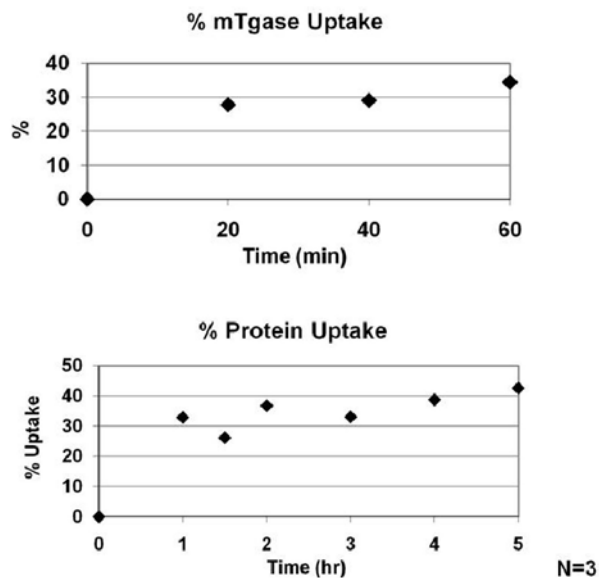 % mTgase Uptake
40
30
20
10
0
%
0 20 40 60
Time (min)
% Protein Uptake
50
40
30
20
10
0
% Uptake
0 1 2 3 4 5
Time (hr)
N=3